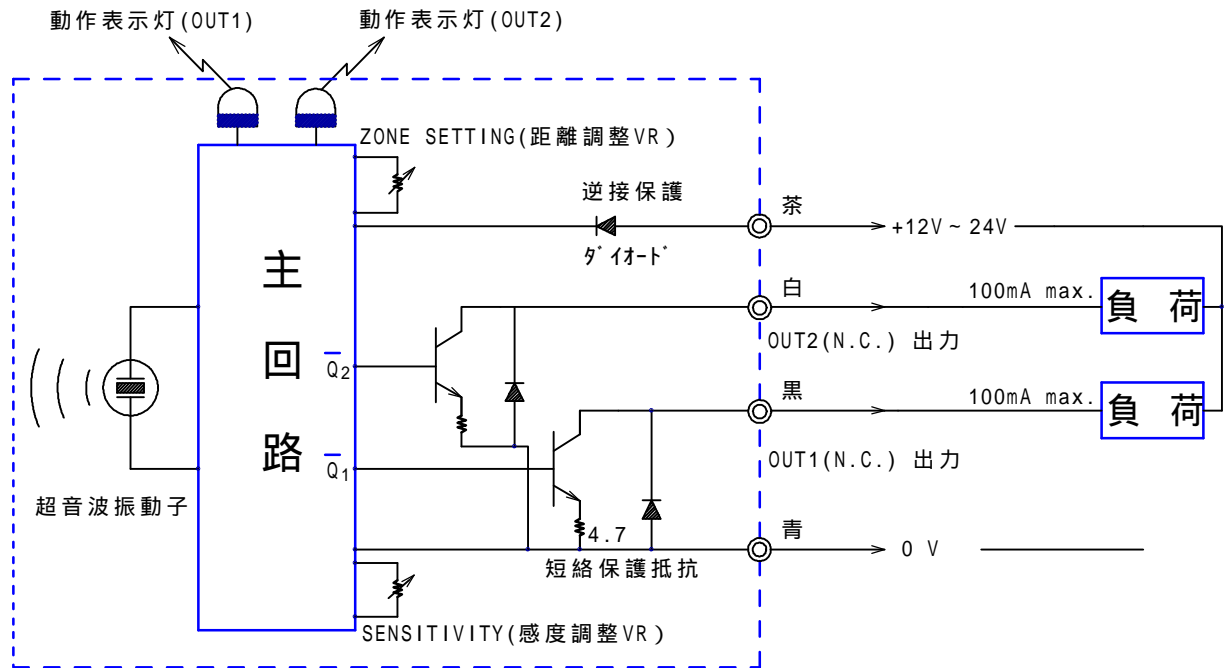 動作表示灯(OUT1)
動作表示灯(OUT2)
ZONE SETTING(距離調整VR)
逆接保護
ダイオード
茶
+12V~24V
主回路
白
100mA max.
負荷
OUT2(N.C.) 出力
Q2
黒
100mA max.
負荷
OUT1(N.C.) 出力
Q1
超音波振動子
4.7
短絡保護抵抗
青
0 V
SENSITIVITY(感度調整VR)